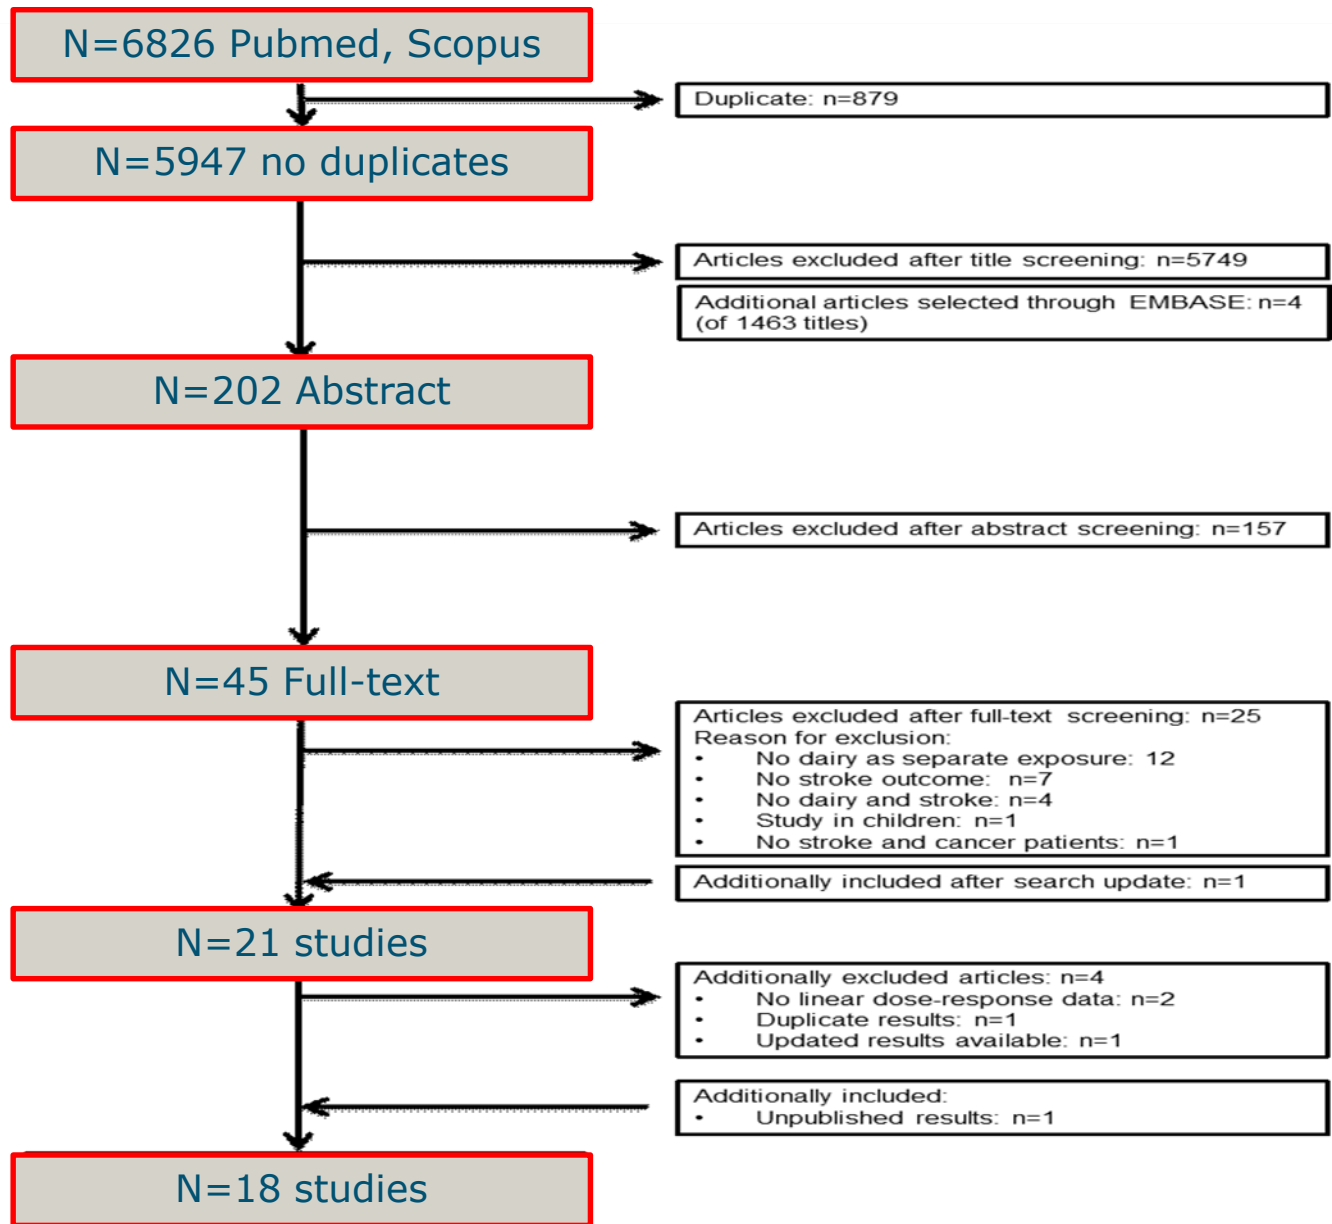 N=6826 Pubmed, Scopus
Duplicate: n=879
N=5947 no duplicates
Articles excluded after title screening: n=5749
Additional articles selected through EMBASE: n=4
(of 1463 titles)
N=202 Abstract
Articles excluded after abstract screening: n=157
N=45 Full-text
Articles excluded after full-text screening: n=25
Reason for exclusion:
• No dairy as separate exposure: 12
• No stroke outcome: n=7
• No dairy and stroke: n=4
• Study in children: n=1
• No stroke and cancer patients: n=1
Additionally included after search update: n=1
N=21 studies
Additionally excluded articles: n=4
• No linear dose-response data: n=2
• Duplicate results: n=1
• Updated results available: n=1
Additionally included:
• Unpublished results: n=1
N=18 studies